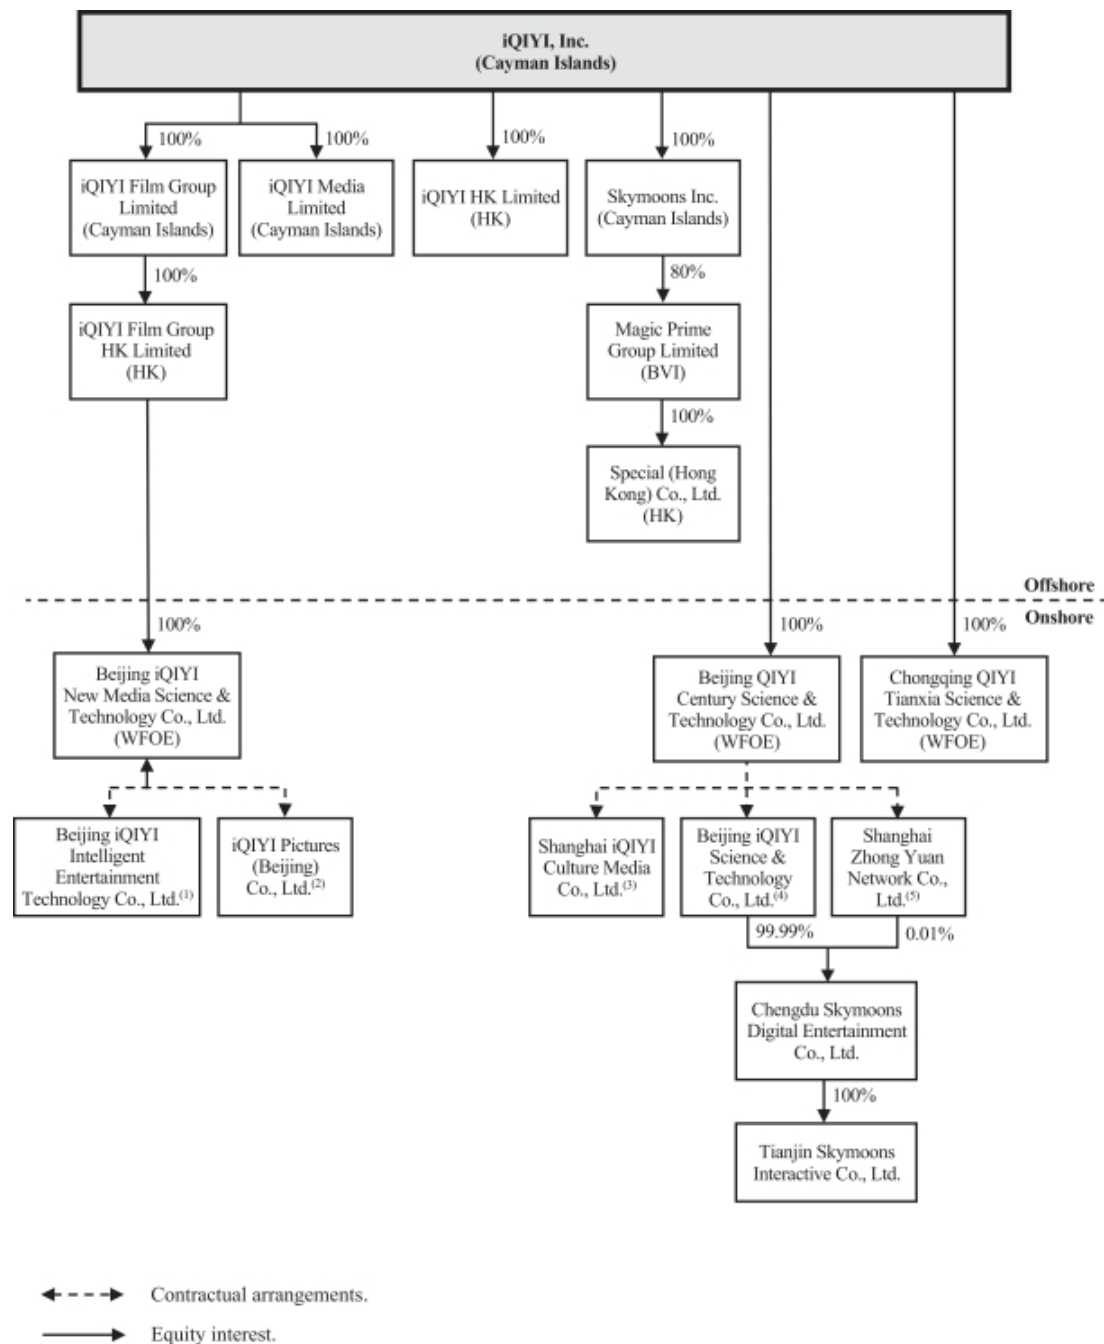 iQIYI, Inc.
(Cayman Islands)
100%
100%
100%
100%
iQIYI Film Group
Limited
(Cayman Islands)
iQIYI Media
Limited
(Cayman Islands)
iQIYI HK Limited
(HK)
Skymoons Inc.
(Cayman Islands)
100%
80%
iQIYI Film Group
HK Limited
(HK)
Magic Prime
Group Limited
(BVI)
100%
Special (Hong
Kong) Co., Ltd.
(HK)
Offshore
Onshore
100%
100%
100%
Beijing iQIYI
New Media Science &
Technology Co., Ltd.
(WFOE)
Beijing QIYI
Century Science &
Technology Co., Ltd.
(WFOE)
Chongqing QIYI
Tianxia Science &
Technology Co., Ltd.
(WFOE)
Beijing iQIYI
Intelligent
Entertainment
Technology Co., Ltd.(1)
iQIYI Pictures
(Beijing)
Co., Ltd.(2)
Shanghai iQIYI
Culture Media
Co., Ltd.(3)
Beijing iQIYI
Science &
Technology
Co., Ltd.(4)
Shanghai
Zhong Yuan
Network Co.,
Ltd.(5)
99.99%
0.01%
Chengdu Skymoons
Digital Entertainment
Co., Ltd.
100%
Tianjin Skymoons
Interactive Co., Ltd.
Contractual arrangements.
Equity interest.